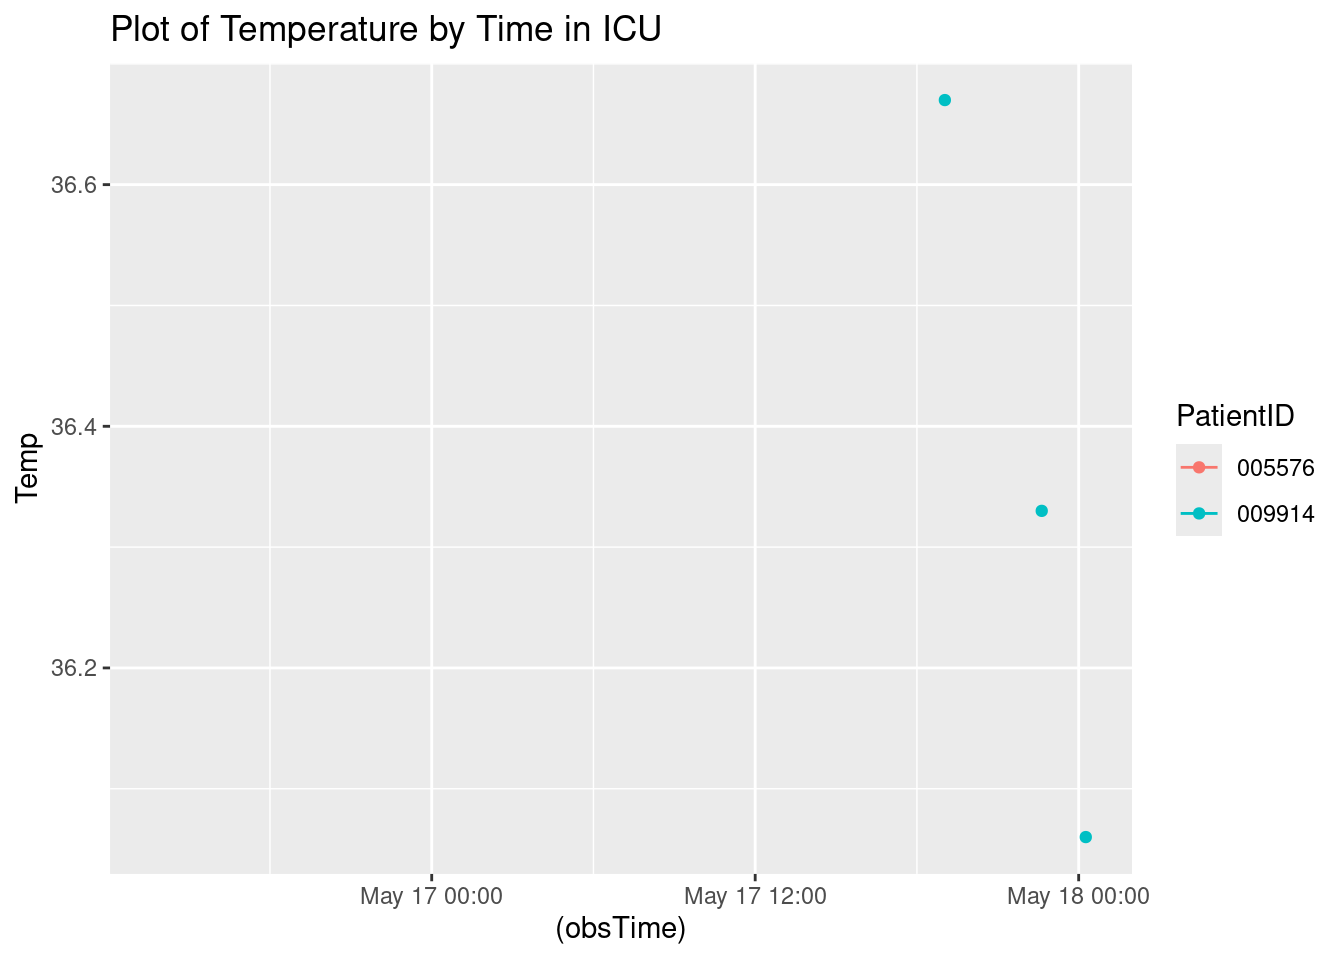 Plot of Temperature by Time in ICU
36.6
36.4
36.2
Temp
May 17 00:00
May 17 12:00
May 18 00:00
(obsTime)
PatientID
005576
009914